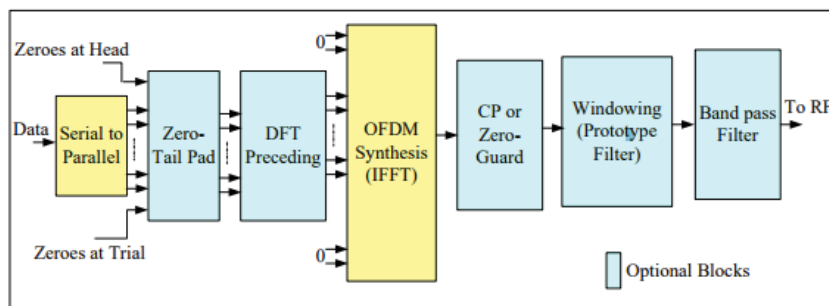 Zeroes at Head
Data
Serial to
Parallel
Zeroes at Trial
Zero-
Tail Pad
DFT
Preceding
0
OFDM
Synthesis
(IFFT)
0
CP or
Zero-
Guard
Windowing
(Prototype
Filter)
Band pass
Filter
To RF
Optional Blocks